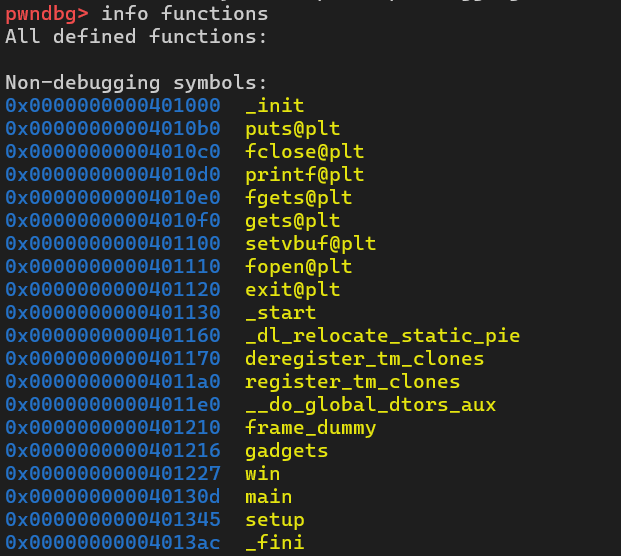 pwndbg> info functions
All defined functions:

Non-debugging symbols:
0x0000000000401000  _init
0x00000000004010b0  puts@plt
0x00000000004010c0  fclose@plt
0x00000000004010d0  printf@plt
0x00000000004010e0  fgets@plt
0x00000000004010f0  gets@plt
0x0000000000401100  setvbuf@plt
0x0000000000401110  fopen@plt
0x0000000000401120  exit@plt
0x0000000000401130  _start
0x0000000000401160  _dl_relocate_static_pie
0x0000000000401170  deregister_tm_clones
0x00000000004011a0  register_tm_clones
0x00000000004011e0  __do_global_dtors_aux
0x0000000000401210  frame_dummy
0x0000000000401216  gadgets
0x0000000000401227  win
0x000000000040130d  main
0x0000000000401345  setup
0x00000000004013ac  _fini